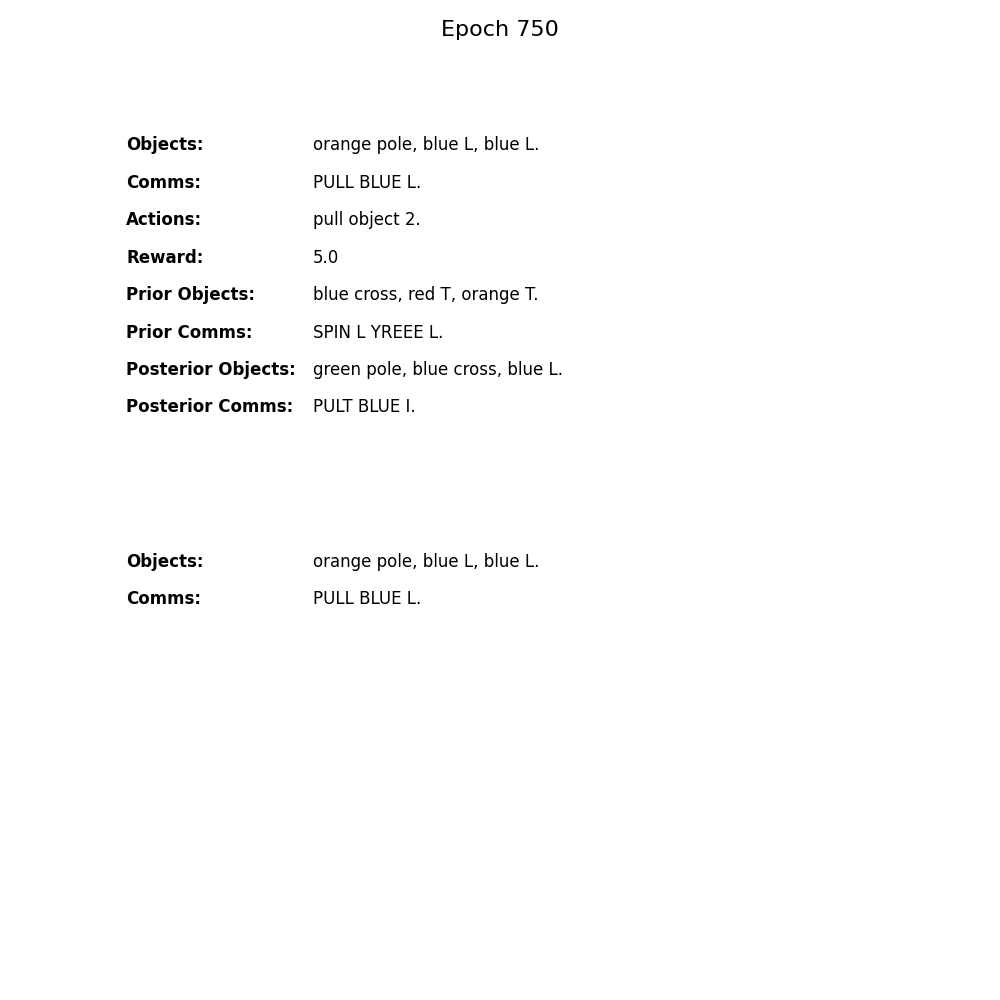 Epoch 750
Objects: orange pole, blue L, blue L.
Comms: PULL BLUE L.
Actions: pull object 2.
Reward: 5.0
Prior Objects: blue cross, red T, orange T.
Prior Comms: SPIN L YREEE L.
Posterior Objects: green pole, blue cross, blue L.
Posterior Comms: PULT BLUE I.
Objects: orange pole, blue L, blue L.
Comms: PULL BLUE L.